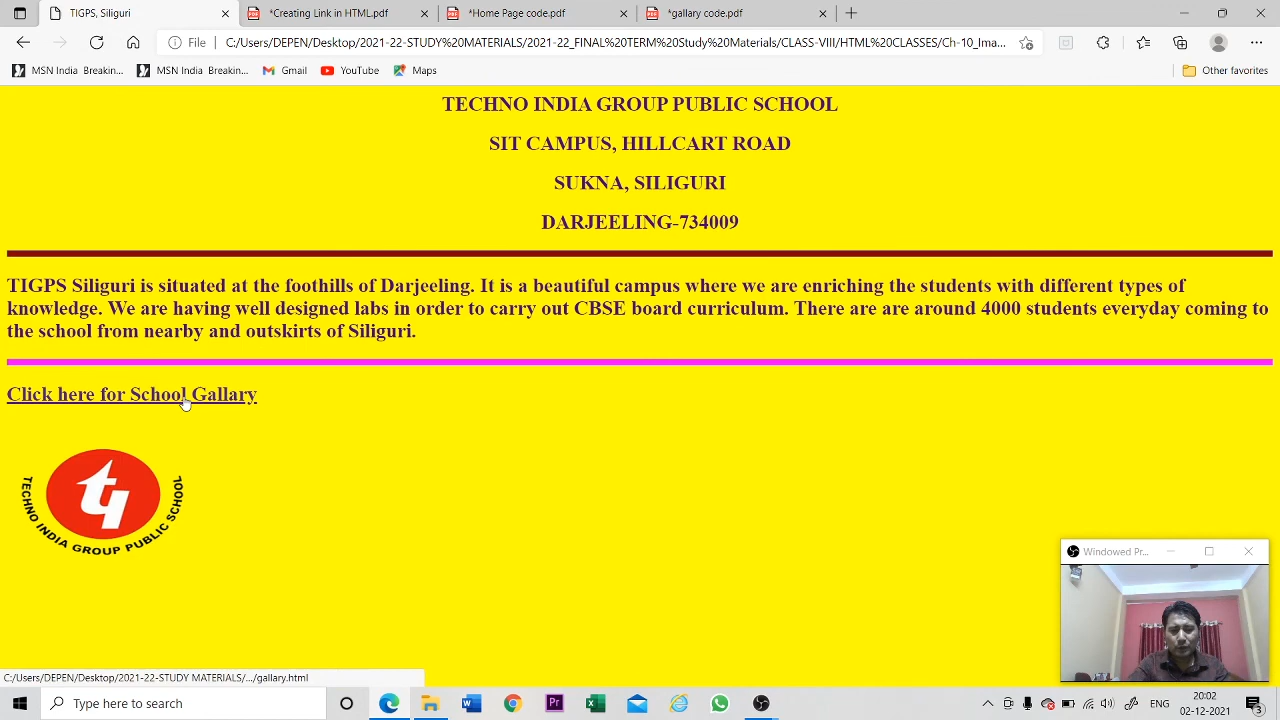 TIGPS, Siliguri
*Creating Link in HTML.pdf
*Home Page code.pdf
*gallary code.pdf
File
C:/Users/DEPEN/Desktop/2021-22-STUDY%20MATERIALS/2021-22_FINAL%20TERM%20Study%20Materials/CLASS-VIII/HTML%20CLASSES/Ch-10_Ima...
MSN India Breakin...
MSN India Breakin...
Gmail
YouTube
Maps
Other favorites
TECHNO INDIA GROUP PUBLIC SCHOOL
SIT CAMPUS, HILLCART ROAD
SUKNA, SILIGURI
DARJEELING-734009
TIGPS Siliguri is situated at the foothills of Darjeeling. It is a beautiful campus where we are enriching the students with different types of
knowledge. We are having well designed labs in order to carry out CBSE board curriculum. There are are around 4000 students everyday coming to
the school from nearby and outskirts of Siliguri.
Click here for School Gallary
TECHNO INDIA GROUP PUBLIC SCHOOL
Windowed Pr...
C:/Users/DEPEN/Desktop/2021-22-STUDY MATERIALS/.../gallary.html
Type here to search
ENG
20:02
02-12-2021
3